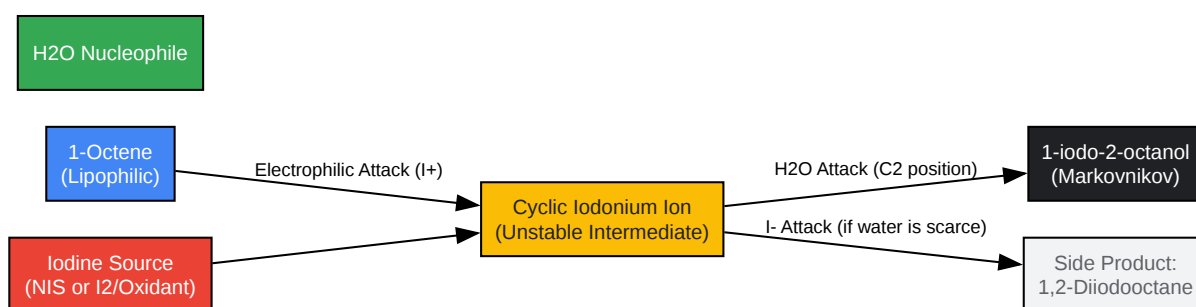 H2O Nucleophile
1-Octene
(Lipophilic)
Electrophilic Attack (I+)
Iodine Source
(NIS or I2/Oxidant)
Cyclic Iodonium Ion
(Unstable Intermediate)
H2O Attack (C2 position)
I- Attack (if water is scarce)
1-iodo-2-octanol
(Markovnikov)
Side Product:
1,2-Diiodooctane